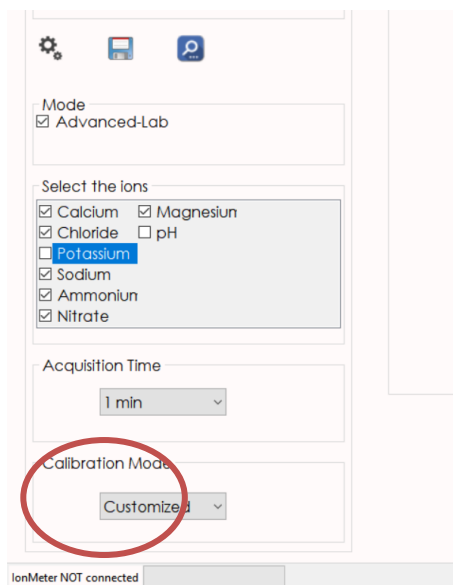 Mode
Advanced-Lab
Select the ions
Calcium Magnesiun
Chloride pH
Potassium
Sodium
Ammoniun
Nitrate
Acquisition Time
1 min
Calibration Mode
Customized
IonMeter NOT connected